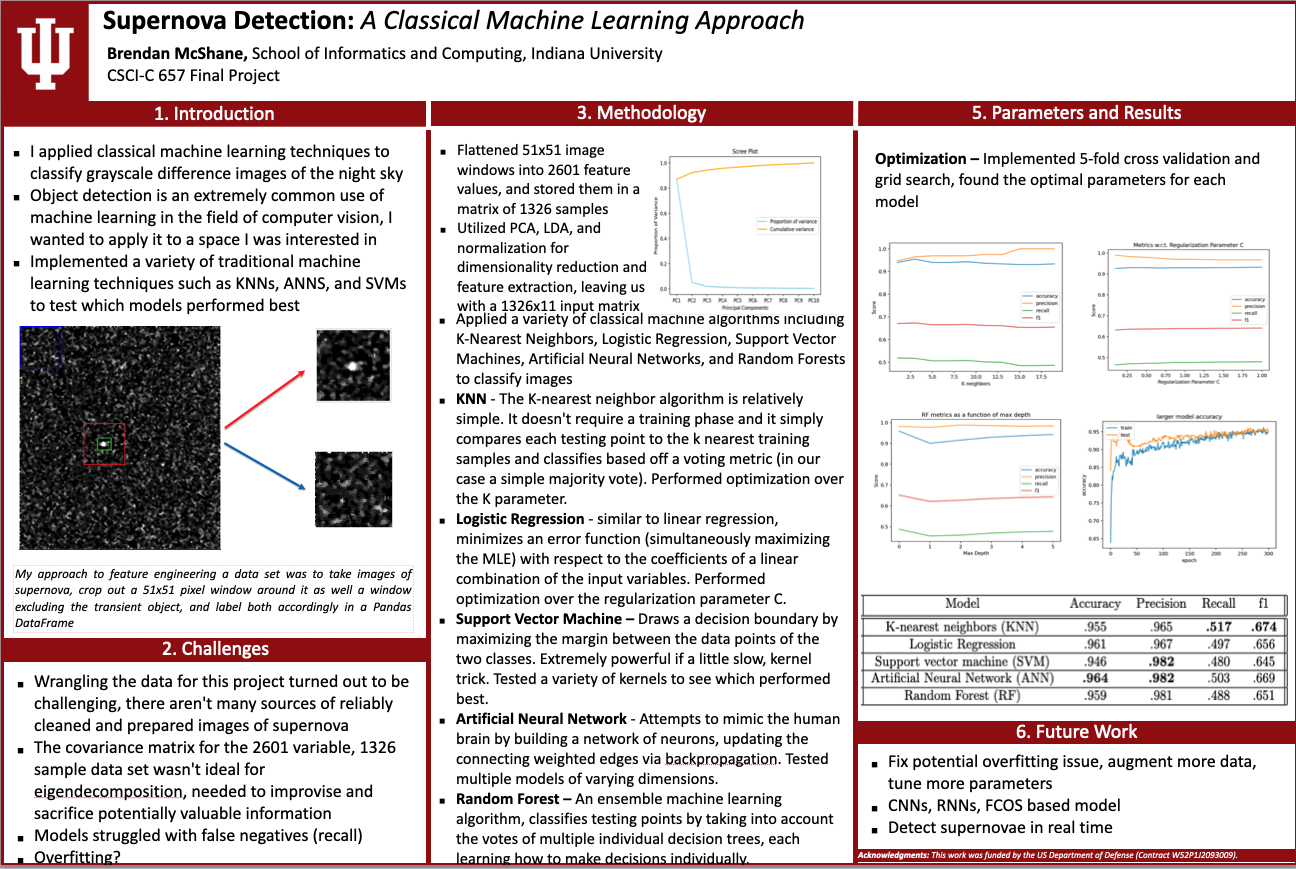 Supernova Detection: A Classical Machine Learning Approach
Brendan McShane, School of Informatics and Computing, Indiana University
CSCI-C 657 Final Project
1. Introduction
▪ I applied classical machine learning techniques to
classify grayscale difference images of the night sky
▪ Object detection is an extremely common use of
machine learning in the field of computer vision, I
wanted to apply it to a space I was interested in
▪ Implemented a variety of traditional machine
learning techniques such as KNNs, ANNS, and SVMs
to test which models performed best
My approach to feature engineering a data set was to take images of
supernova, crop out a 51x51 pixel window around it as well a window
excluding the transient object, and label both accordingly in a Pandas
DataFrame
2. Challenges
▪ Wrangling the data for this project turned out to be
challenging, there aren't many sources of reliably
cleaned and prepared images of supernova
▪ The covariance matrix for the 2601 variable, 1326
sample data set wasn't ideal for
eigendecomposition, needed to improvise and
sacrifice potentially valuable information
▪ Models struggled with false negatives (recall)
▪ Overfitting?
3. Methodology
▪ Flattened 51x51 image
windows into 2601 feature
values, and stored them in a
matrix of 1326 samples
▪ Utilized PCA, LDA, and
normalization for
dimensionality reduction and
feature extraction, leaving us
with a 1326x11 input matrix
Scree Plot
Proportion of Variance
1.0
0.8
0.6
0.4
0.2
0.0
Proportion of variance
Cumulative variance
PC1 PC2 PC3 PC4 PC5 PC6 PC7 PC8 PC9 PC10
Principal Components
▪ Applied a variety of classical machine algorithms including
K-Nearest Neighbors, Logistic Regression, Support Vector
Machines, Artificial Neural Networks, and Random Forests
to classify images
▪ KNN - The K-nearest neighbor algorithm is relatively
simple. It doesn't require a training phase and it simply
compares each testing point to the k nearest training
samples and classifies based off a voting metric (in our
case a simple majority vote). Performed optimization over
the K parameter.
▪ Logistic Regression - similar to linear regression,
minimizes an error function (simultaneously maximizing
the MLE) with respect to the coefficients of a linear
combination of the input variables. Performed
optimization over the regularization parameter C.
▪ Support Vector Machine – Draws a decision boundary by
maximizing the margin between the data points of the
two classes. Extremely powerful if a little slow, kernel
trick. Tested a variety of kernels to see which performed
best.
▪ Artificial Neural Network - Attempts to mimic the human
brain by building a network of neurons, updating the
connecting weighted edges via backpropagation. Tested
multiple models of varying dimensions.
▪ Random Forest – An ensemble machine learning
algorithm, classifies testing points by taking into account
the votes of multiple individual decision trees, each
learning how to make decisions individually.
5. Parameters and Results
Optimization – Implemented 5-fold cross validation and
grid search, found the optimal parameters for each
model
Score
1.0
0.9
0.8
0.7
0.6
0.5
accuracy
precision
recall
f1
2.5 5.0 7.5 10.0 12.5 15.0 17.5
K neighbors
Metrics w.r.t. Regularization Parameter C
Score
1.0
0.9
0.8
0.7
0.6
0.5
accuracy
precision
recall
f1
0.25 0.50 0.75 1.00 1.25 1.50 1.75 2.00
Regularization Parameter C
RF metrics as a function of max depth
Score
1.0
0.9
0.8
0.7
0.6
0.5
accuracy
precision
recall
f1
0 1 2 3 4 5
Max Depth
larger model accuracy
accuracy
0.95
0.90
0.85
0.80
0.75
0.70
0.65
train
test
0 50 100 150 200 250 300
epoch
Model Accuracy Precision Recall f1
K-nearest neighbors (KNN) .955 .965 .517 .674
Logistic Regression .961 .967 .497 .656
Support vector machine (SVM) .946 .982 .480 .645
Artificial Neural Network (ANN) .964 .982 .503 .669
Random Forest (RF) .959 .981 .488 .651
6. Future Work
▪ Fix potential overfitting issue, augment more data,
tune more parameters
▪ CNNs, RNNs, FCOS based model
▪ Detect supernovae in real time
Acknowledgments: This work was funded by the US Department of Defense (Contract W52P1J2093009).